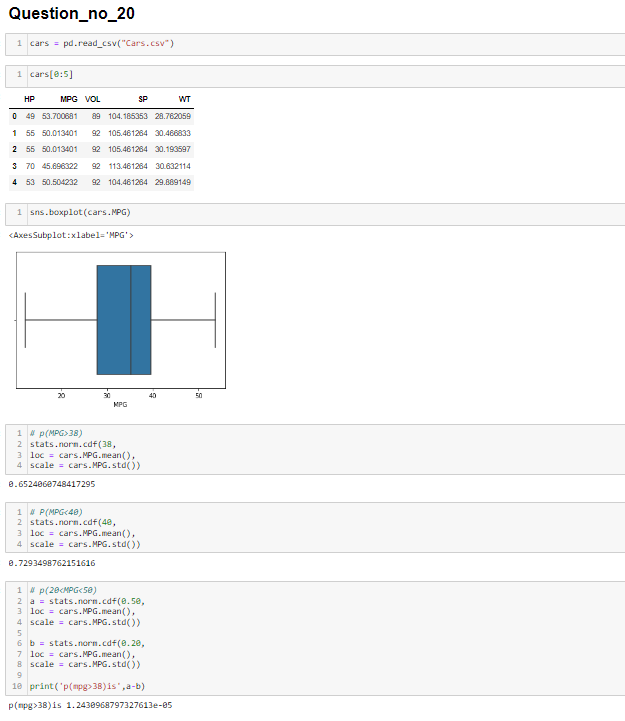 Question_no_20
1 cars = pd.read_csv("Cars.csv")
1 cars[0:5]
HP MPG VOL SP WT
0 49 53.700681 89 104.185353 28.762059
1 55 50.013401 92 105.461264 30.466833
2 55 50.013401 92 105.461264 30.193597
3 70 45.696322 92 113.461264 30.632114
4 53 50.504232 92 104.461264 29.889149
1 sns.boxplot(cars.MPG)
<AxesSubplot:xlabel='MPG'>
20 30 40 50
MPG
1 # p(MPG>38)
2 stats.norm.cdf(38,
3 loc = cars.MPG.mean(),
4 scale = cars.MPG.std())
0.6524060748417295
1 # P(MPG<40)
2 stats.norm.cdf(40,
3 loc = cars.MPG.mean(),
4 scale = cars.MPG.std())
0.7293498762151616
1 # p(20<MPG<50)
2 a = stats.norm.cdf(0.50,
3 loc = cars.MPG.mean(),
4 scale = cars.MPG.std())
5
6 b = stats.norm.cdf(0.20,
7 loc = cars.MPG.mean(),
8 scale = cars.MPG.std())
9
10 print('p(mpg>38)is',a-b)
p(mpg>38)is 1.2430968797327613e-05